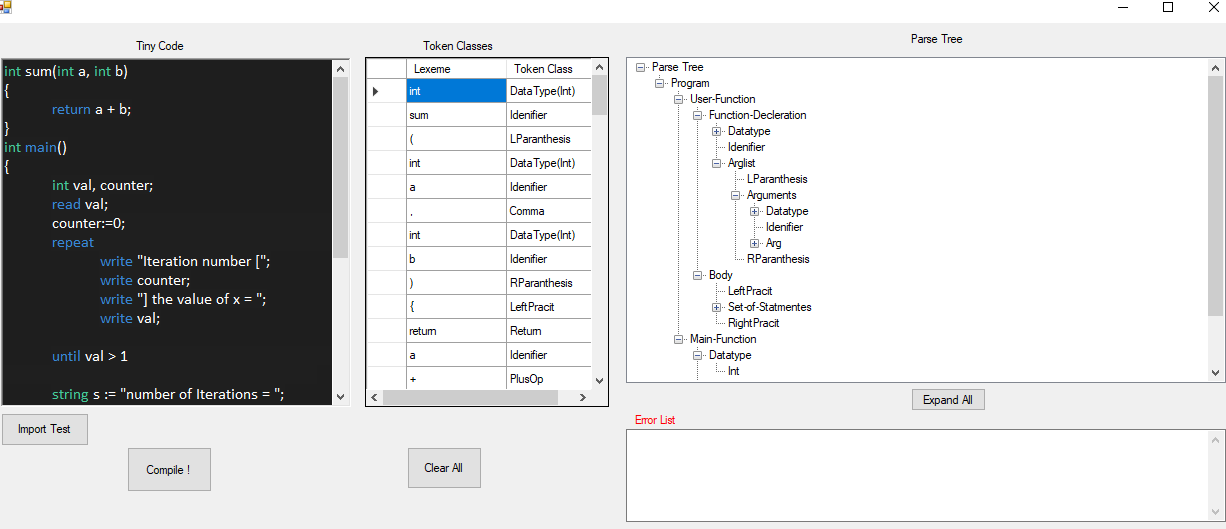 Tiny Code
int sum(int a, int b)
{
return a + b;
}
int main()
{
int val, counter;
read val;
counter:=0;
repeat
write "Iteration number [";
write counter;
write "] the value of x = ";
write val;
until val > 1
string s := "number of Iterations = ";
Import Test
Compile !
Token Classes
Lexeme Token Class
int DataType(Int)
sum Idenifier
( LParanthesis
int DataType(Int)
a Idenifier
, Comma
int DataType(Int)
b Idenifier
) RParanthesis
{ LeftPracit
return Return
a Idenifier
+ PlusOp
Clear All
Parse Tree
Parse Tree
Program
User-Function
Function-Decleration
Datatype
Idenifier
Arglist
LParanthesis
Arguments
Datatype
Idenifier
Arg
RParanthesis
Body
LeftPracit
Set-of-Statmentes
RightPracit
Main-Function
Datatype
Int
Expand All
Error List